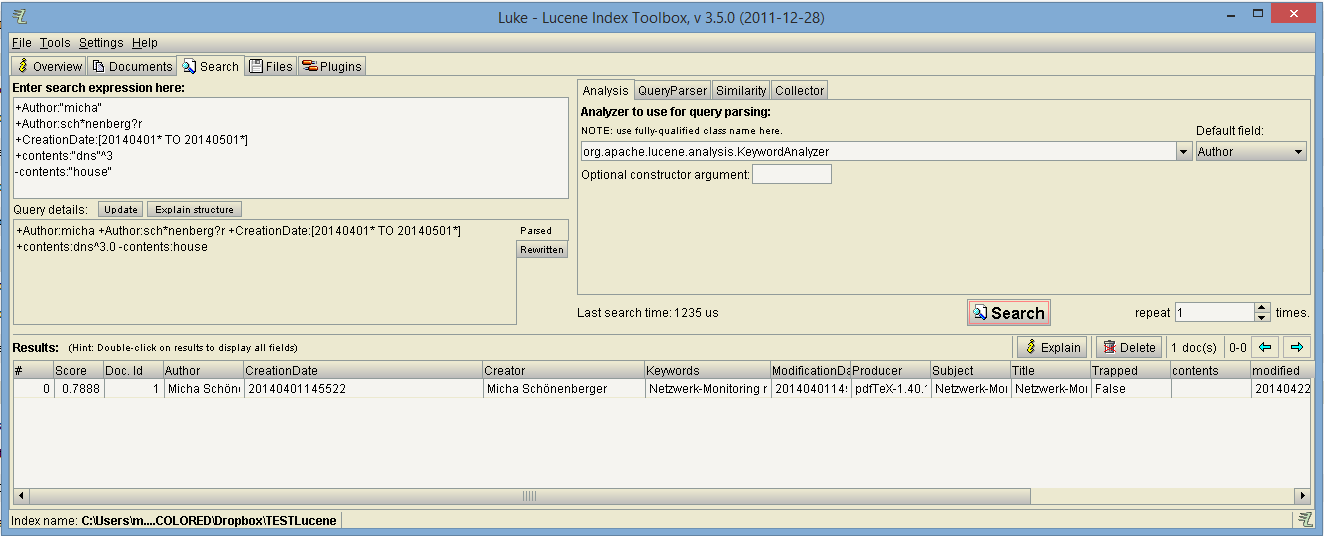 Luke - Lucene Index Toolbox, v 3.5.0 (2011-12-28)
File Tools Settings Help
Overview Documents Search Files Plugins
Enter search expression here:
+Author:"micha"
+Author:sch*nenberg?r
+CreationDate:[20140401* TO 20140501*]
+contents:"dns"^3
-contents:"house"
Query details: Update Explain structure
+Author:micha +Author:sch*nenberg?r +CreationDate:[20140401* TO 20140501*]
+contents:dns^3.0 -contents:house
Parsed
Rewritten
Analysis QueryParser Similarity Collector
Analyzer to use for query parsing:
NOTE: use fully-qualified class name here.
Default field:
org.apache.lucene.analysis.KeywordAnalyzer
Author
Optional constructor argument:
Last search time: 1235 us
Search
repeat 1 times.
Results: (Hint: Double-click on results to display all fields)
Explain Delete 1 doc(s) 0-0
# Score Doc. Id Author CreationDate Creator Keywords ModificationDa Producer Subject Title Trapped contents modified
0 0.7888 1 Micha Schön 20140401145522 Micha Schönenberger Netzwerk-Monitoring r 2014040114 pdfTeX-1.40. Netzwerk-Mo Netzwerk-Mo False 20140422
Index name: C:\Users\m....COLORED\Dropbox\TESTLucene